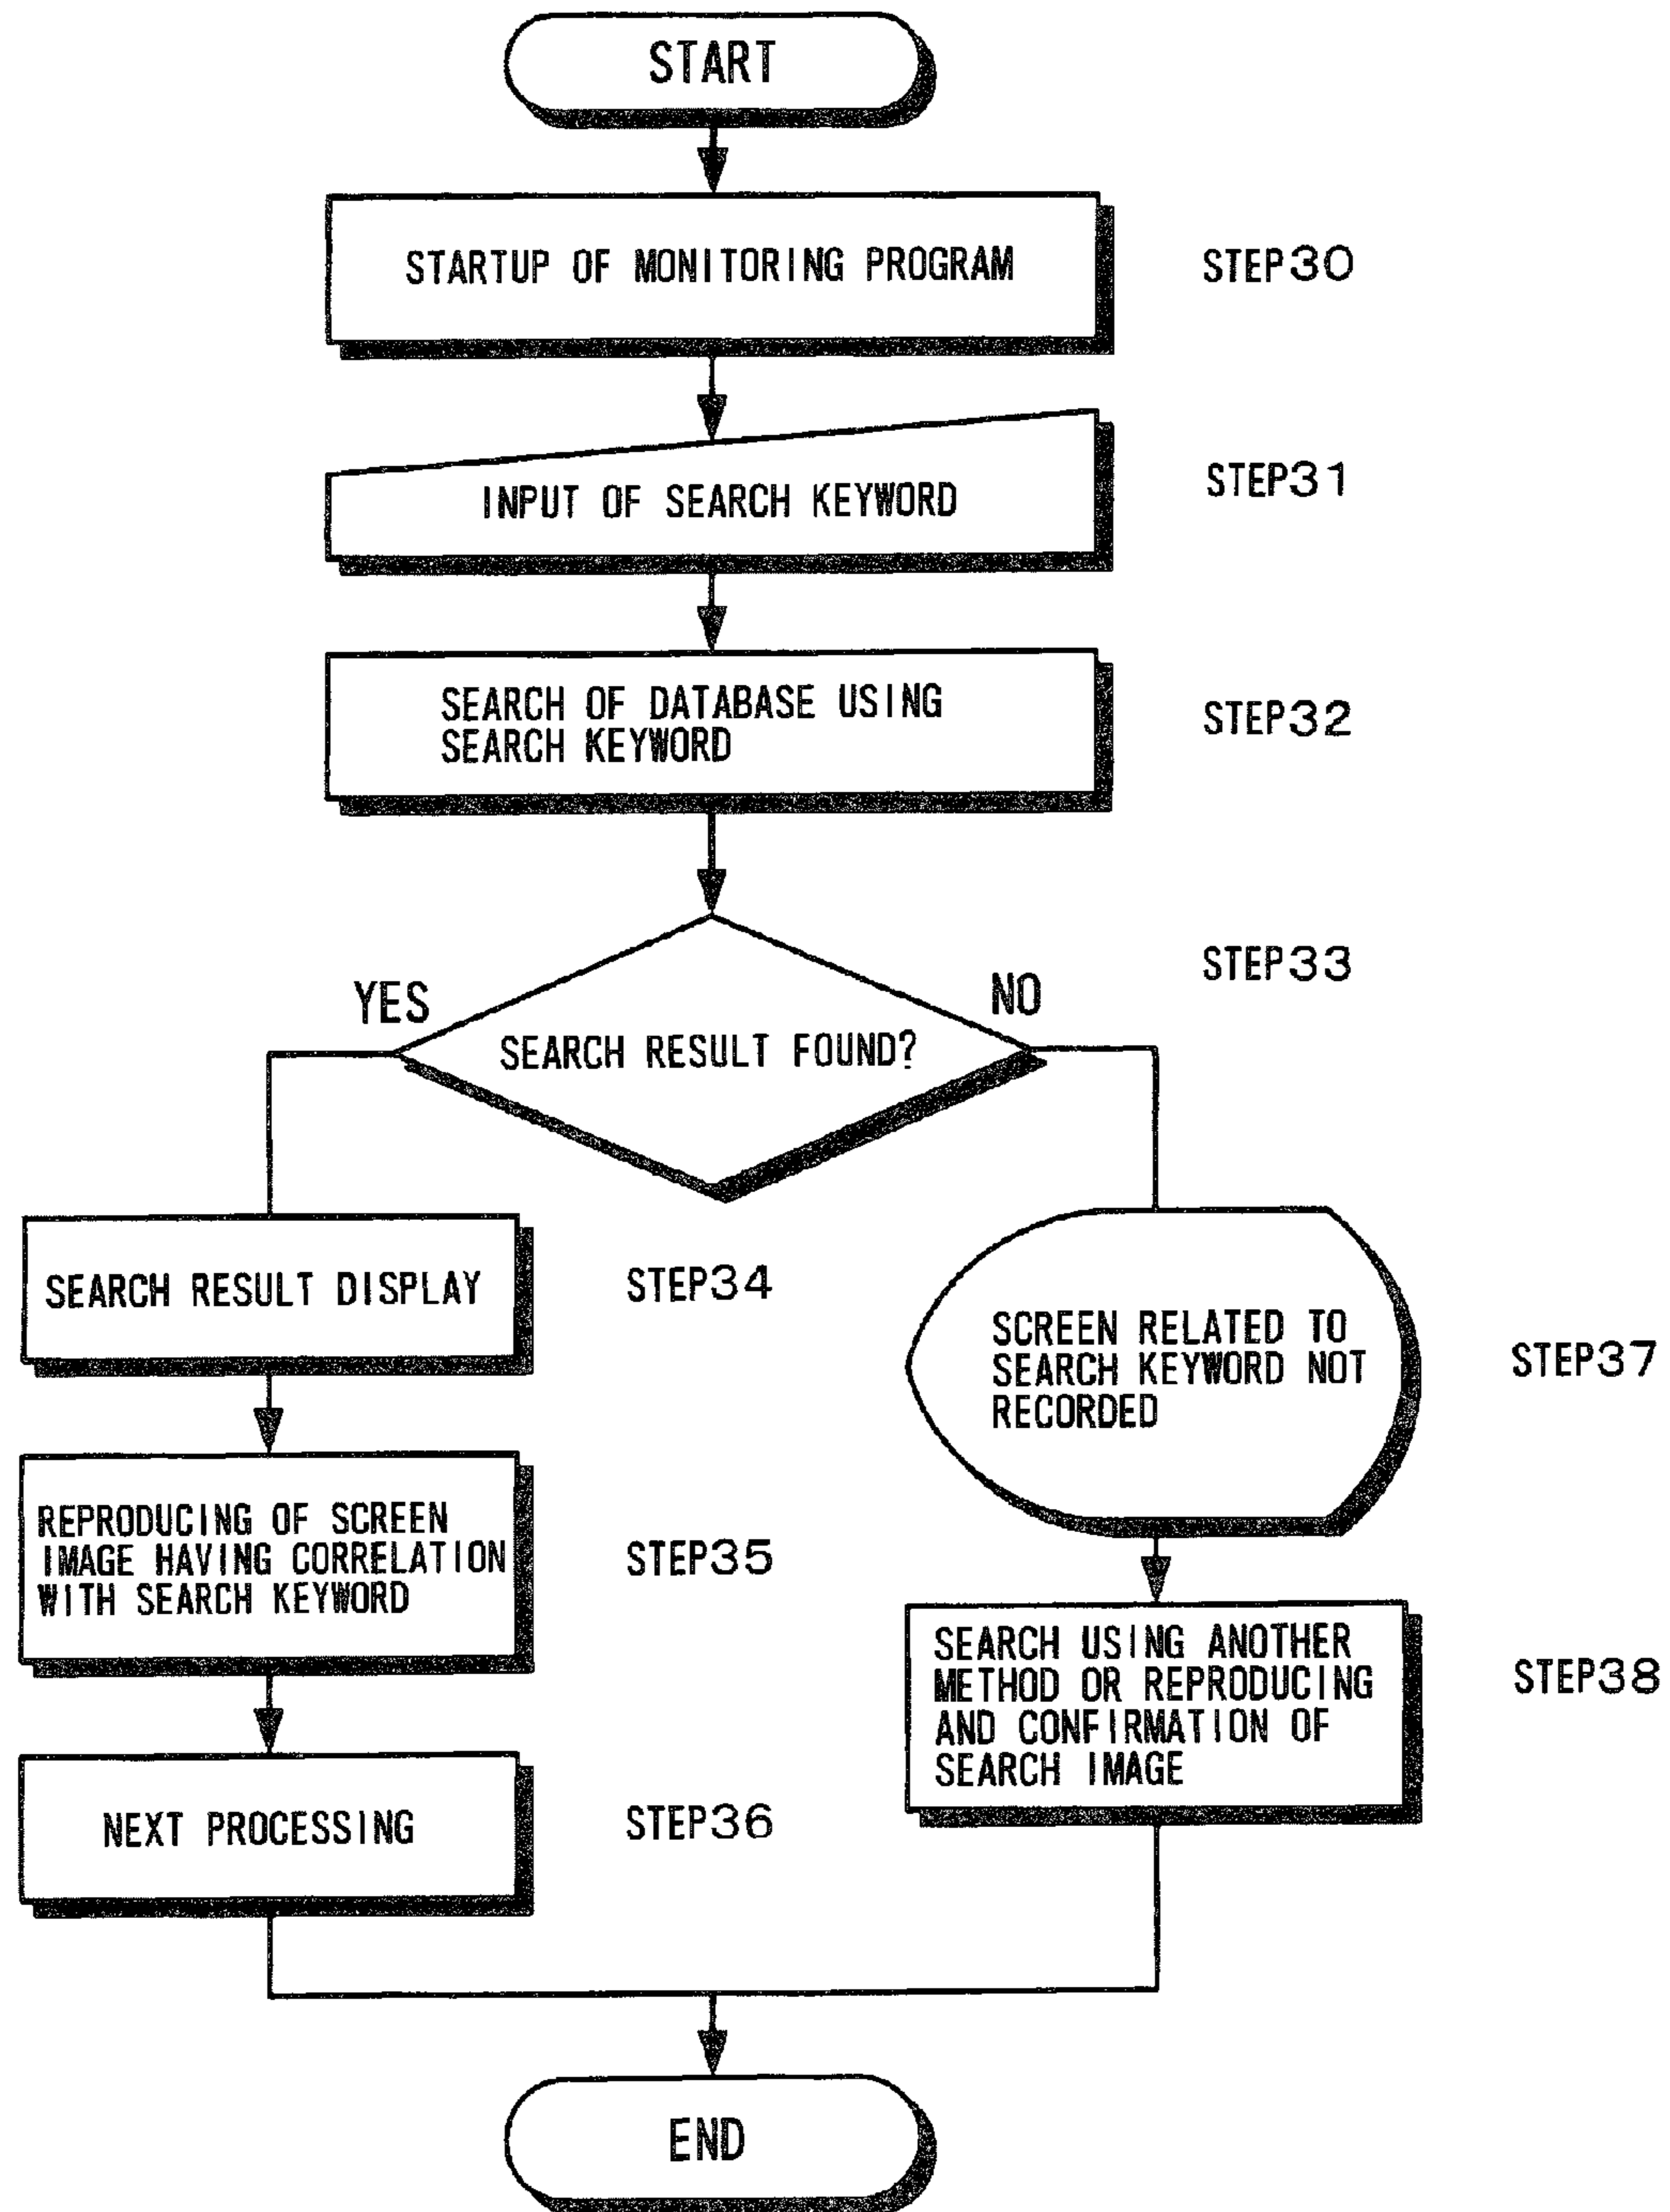 START
STARTUP OF MONITORING PROGRAM
STEP30
INPUT OF SEARCH KEYWORD
STEP31
SEARCH OF DATABASE USING
SEARCH KEYWORD
STEP32
STEP33
YES
NO
SEARCH RESULT FOUND?
SEARCH RESULT DISPLAY
STEP34
REPRODUCING OF SCREEN
IMAGE HAVING CORRELATION
WITH SEARCH KEYWORD
STEP35
NEXT PROCESSING
STEP36
SCREEN RELATED TO
SEARCH KEYWORD NOT
RECORDED
STEP37
SEARCH USING ANOTHER
METHOD OR REPRODUCING
AND CONFIRMATION OF
SEARCH IMAGE
STEP38
END